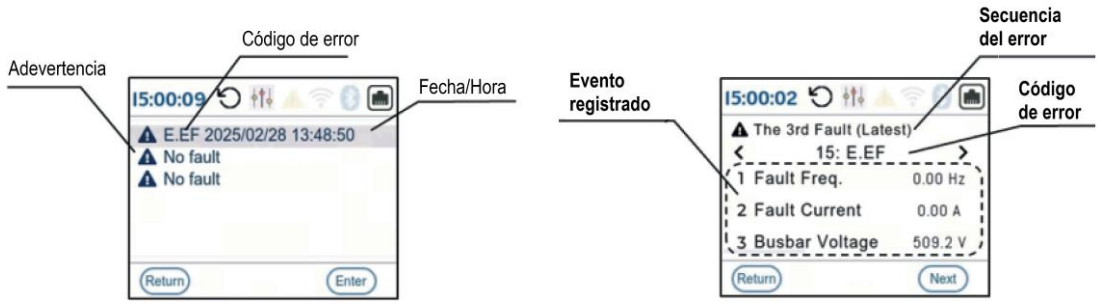 Código de error
Adevertencia
Fecha/Hora
15:00:09
E.EF 2025/02/28 13:48:50
No fault
No fault
Return
Enter
Secuencia
del error
Evento
registrado
Código
de error
15:00:02
The 3rd Fault (Latest)
< 15: E.EF >
1 Fault Freq. 0.00 Hz
2 Fault Current 0.00 A
3 Busbar Voltage 509.2 V
Return
Next